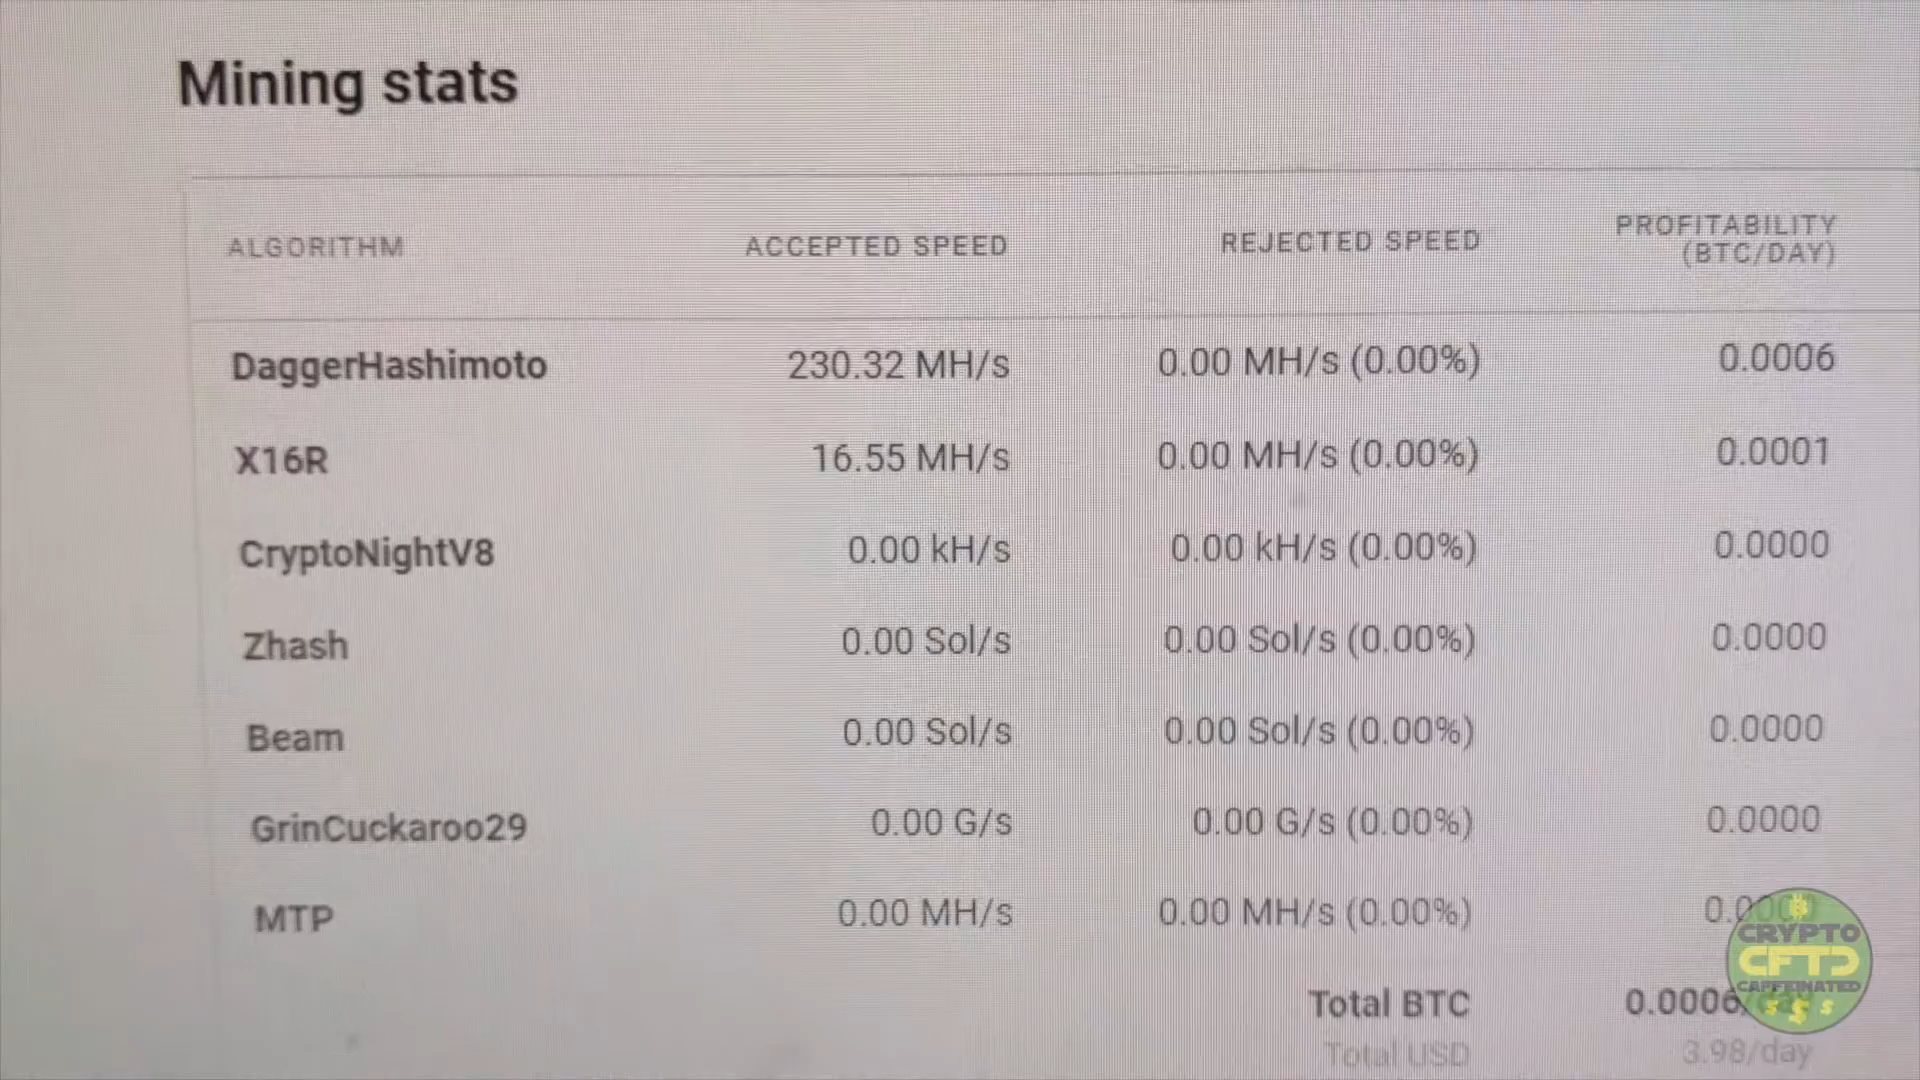 Mining stats
ALGORITHM ACCEPTED SPEED REJECTED SPEED PROFITABILITY (BTC/DAY)
DaggerHashimoto 230.32 MH/s 0.00 MH/s (0.00%) 0.0006
X16R 16.55 MH/s 0.00 MH/s (0.00%) 0.0001
CryptoNightV8 0.00 kH/s 0.00 kH/s (0.00%) 0.0000
Zhash 0.00 Sol/s 0.00 Sol/s (0.00%) 0.0000
Beam 0.00 Sol/s 0.00 Sol/s (0.00%) 0.0000
GrinCuckaroo29 0.00 G/s 0.00 G/s (0.00%) 0.0000
MTP 0.00 MH/s 0.00 MH/s (0.00%)
Total BTC 0.0006/day
Total USD 3.98/day
CRYPTO
CFTD
CAFFEINATED
$ $ $